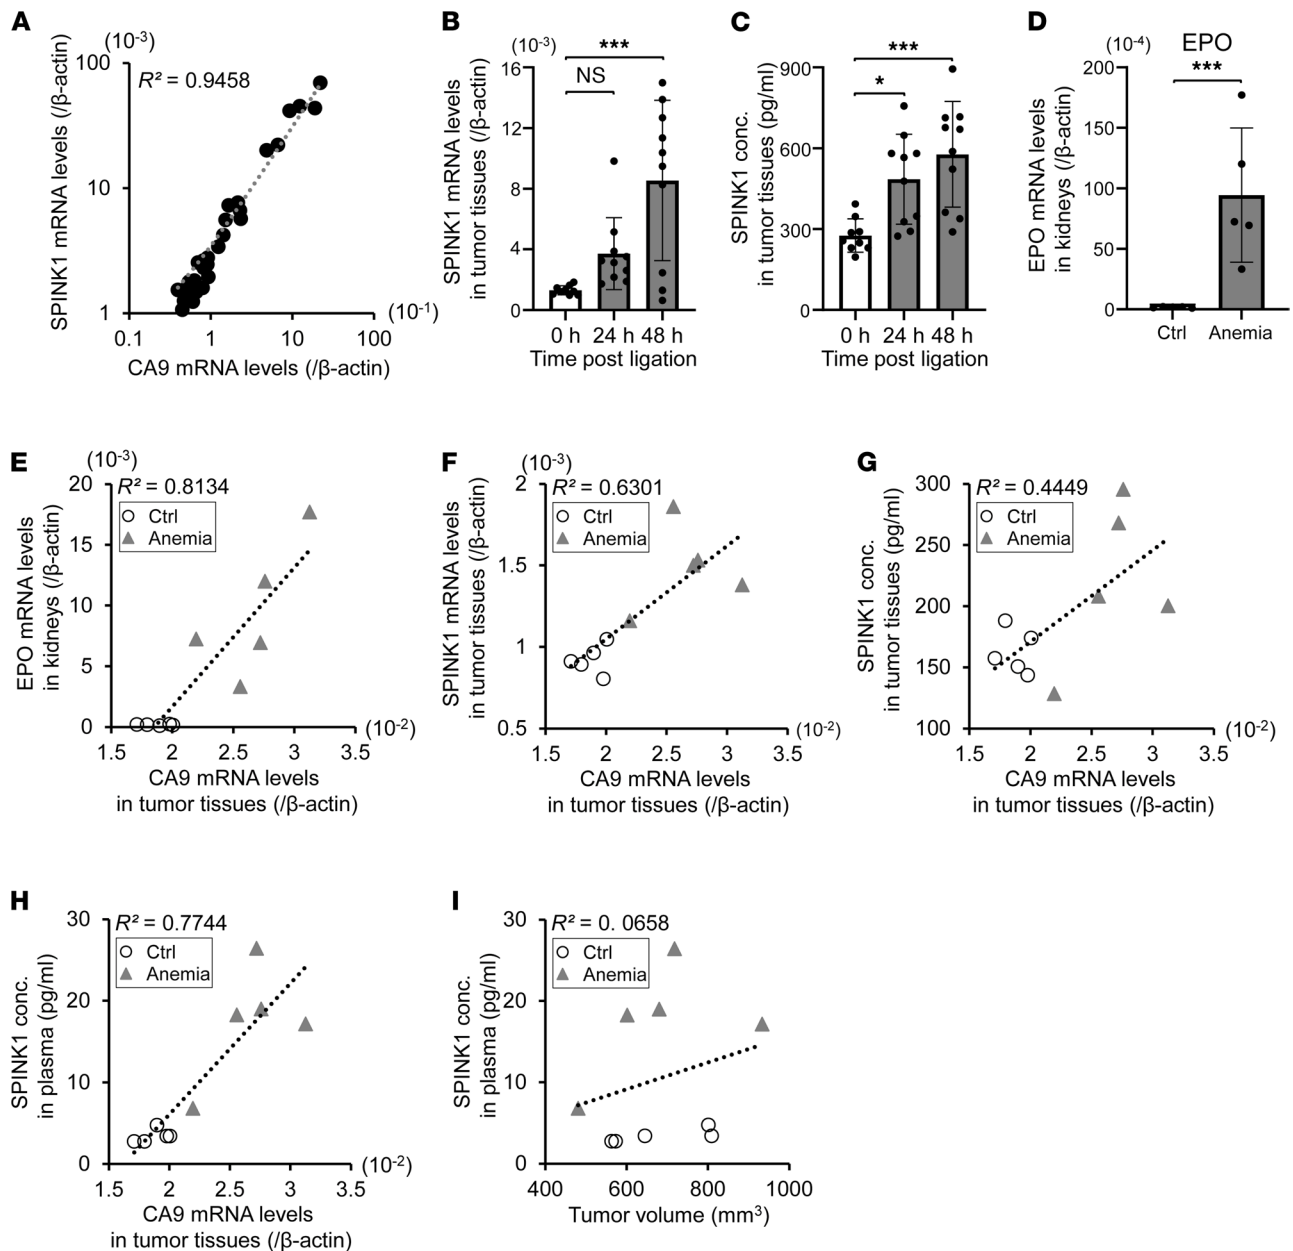 A
(10-3)
R² = 0.9458
100
10
1
0.1
1
10
100
(10-1)
SPINK1 mRNA levels (/β-actin)
CA9 mRNA levels (/β-actin)
B
(10-3)
***
NS
16
12
8
4
0
SPINK1 mRNA levels
in tumor tissues (/β-actin)
0 h
24 h
48 h
Time post ligation
C
***
*
900
600
300
0
SPINK1 conc.
in tumor tissues (pg/ml)
0 h
24 h
48 h
Time post ligation
D
(10-4)
EPO
***
200
150
100
50
0
EPO mRNA levels
in kidneys (/β-actin)
Ctrl
Anemia
E
(10-3)
R² = 0.8134
Ctrl
Anemia
20
15
10
5
0
EPO mRNA levels
in kidneys (/β-actin)
1.5
2
2.5
3
3.5
(10-2)
CA9 mRNA levels
in tumor tissues (/β-actin)
F
(10-3)
R² = 0.6301
Ctrl
Anemia
2
1.5
1
0.5
SPINK1 mRNA levels
in tumor tissues (/β-actin)
1.5
2
2.5
3
3.5
(10-2)
CA9 mRNA levels
in tumor tissues (/β-actin)
G
R² = 0.4449
Ctrl
Anemia
300
250
200
150
100
SPINK1 conc.
in tumor tissues (pg/ml)
1.5
2
2.5
3
3.5
(10-2)
CA9 mRNA levels
in tumor tissues (/β-actin)
H
R² = 0.7744
Ctrl
Anemia
30
20
10
0
SPINK1 conc.
in plasma (pg/ml)
1.5
2
2.5
3
3.5
(10-2)
CA9 mRNA levels
in tumor tissues (/β-actin)
I
R² = 0. 0658
Ctrl
Anemia
30
20
10
0
SPINK1 conc.
in plasma (pg/ml)
400
600
800
1000
Tumor volume (mm³)